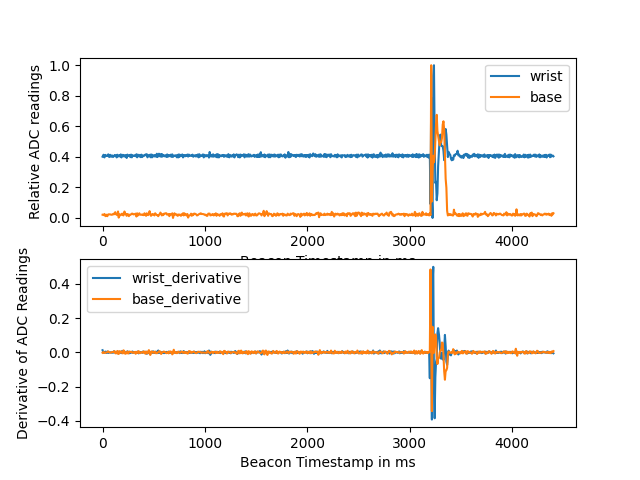 Relative ADC readings
1.0
0.8
0.6
0.4
0.2
0.0
wrist
base
0 1000 2000 3000 4000
Beacon Timestamp in ms
Derivative of ADC Readings
0.4
0.2
0.0
−0.2
−0.4
wrist_derivative
base_derivative
0 1000 2000 3000 4000
Beacon Timestamp in ms